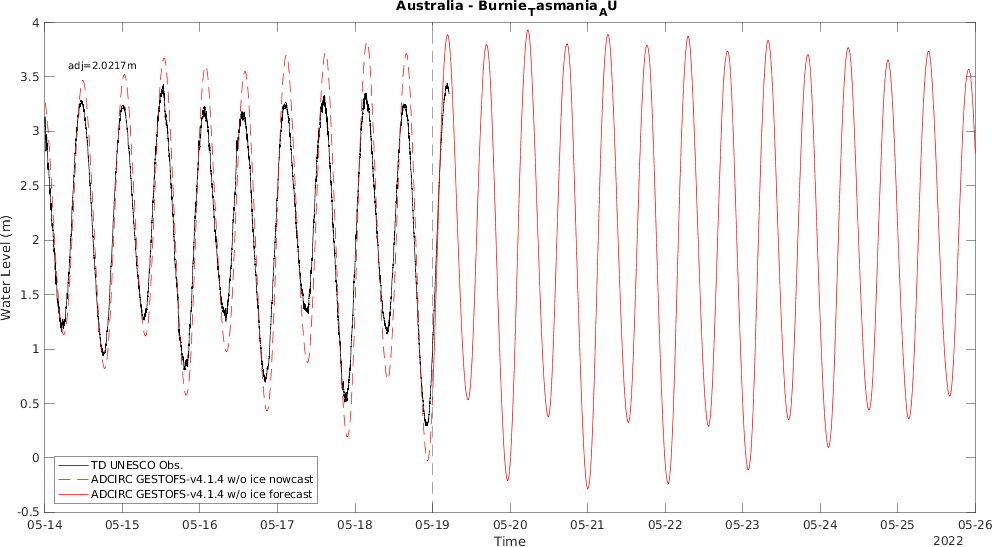 Australia - BurnieTasmaniaAU
adj=2.0217m
Water Level (m)
4
3.5
3
2.5
2
1.5
1
0.5
0
-0.5
TD UNESCO Obs.
ADCIRC GESTOFS-v4.1.4 w/o ice nowcast
ADCIRC GESTOFS-v4.1.4 w/o ice forecast
05-14 05-15 05-16 05-17 05-18 05-19 05-20 05-21 05-22 05-23 05-24 05-25 05-26
Time
2022